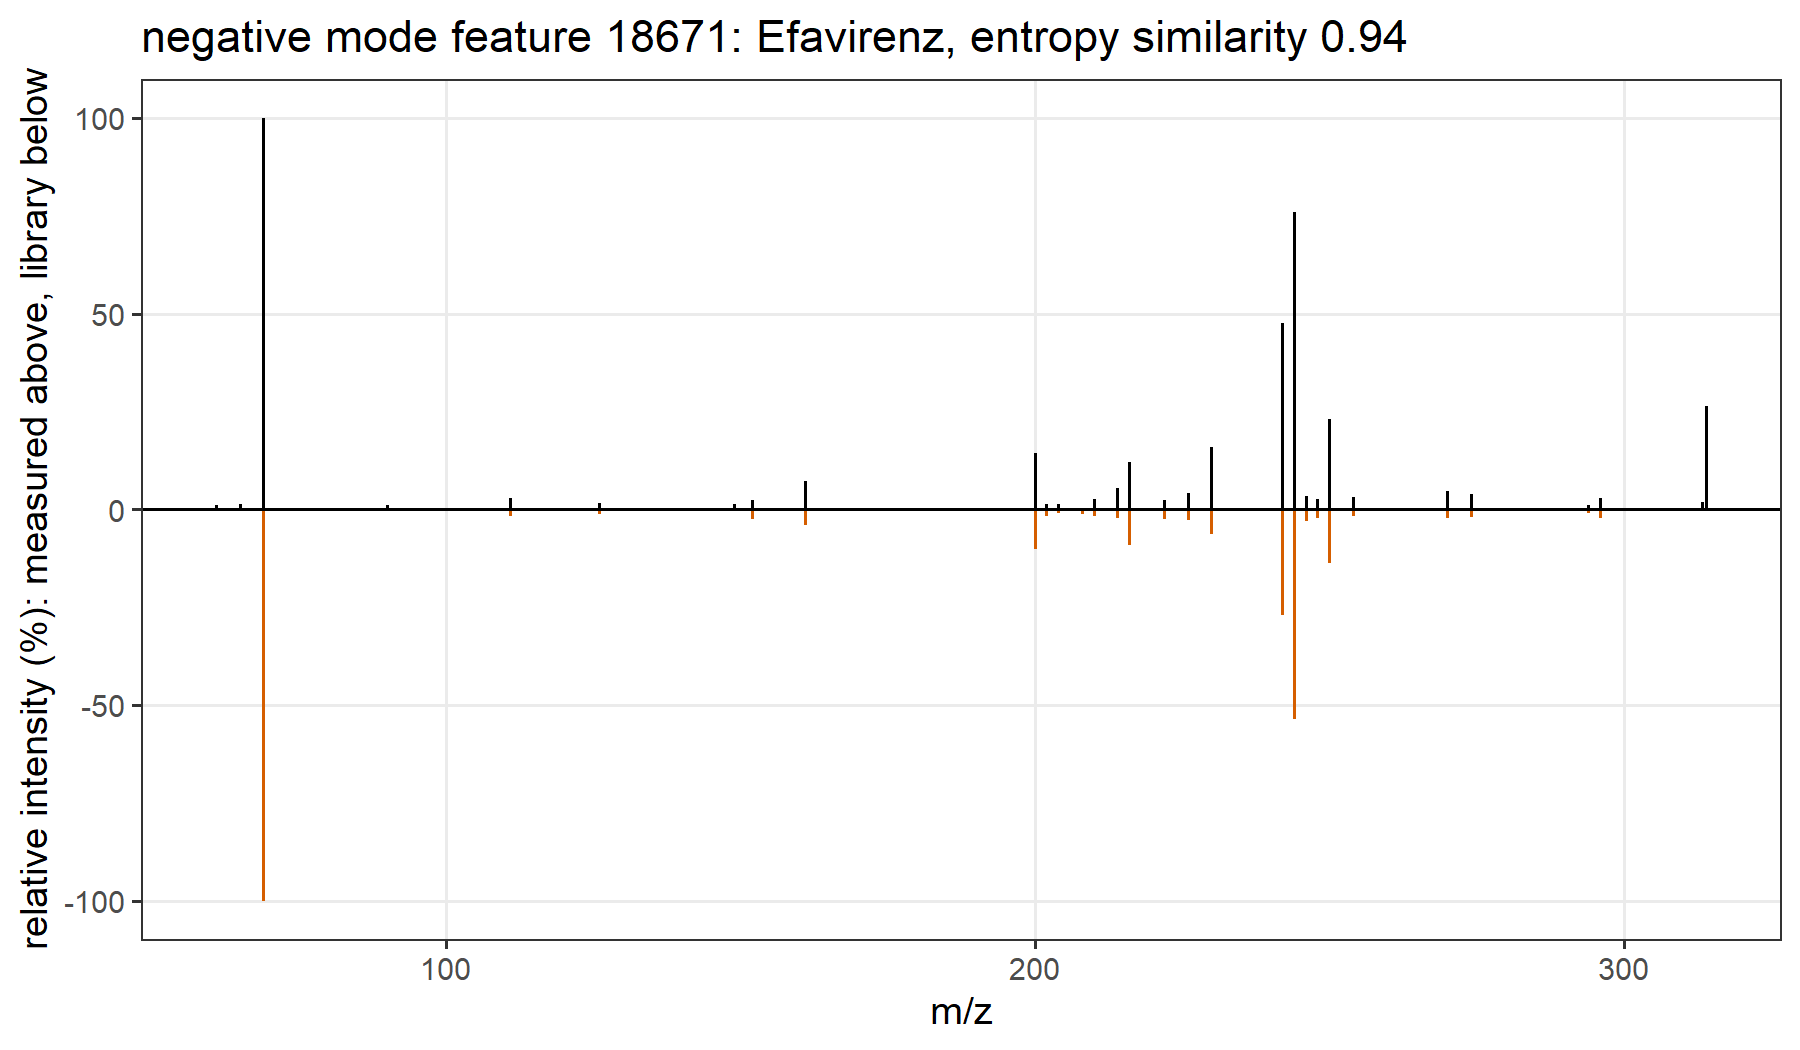 negative mode feature 18671: Efavirenz, entropy similarity 0.94
relative intensity (%): measured above, library below
100
50
0
-50
-100
100
200
300
m/z